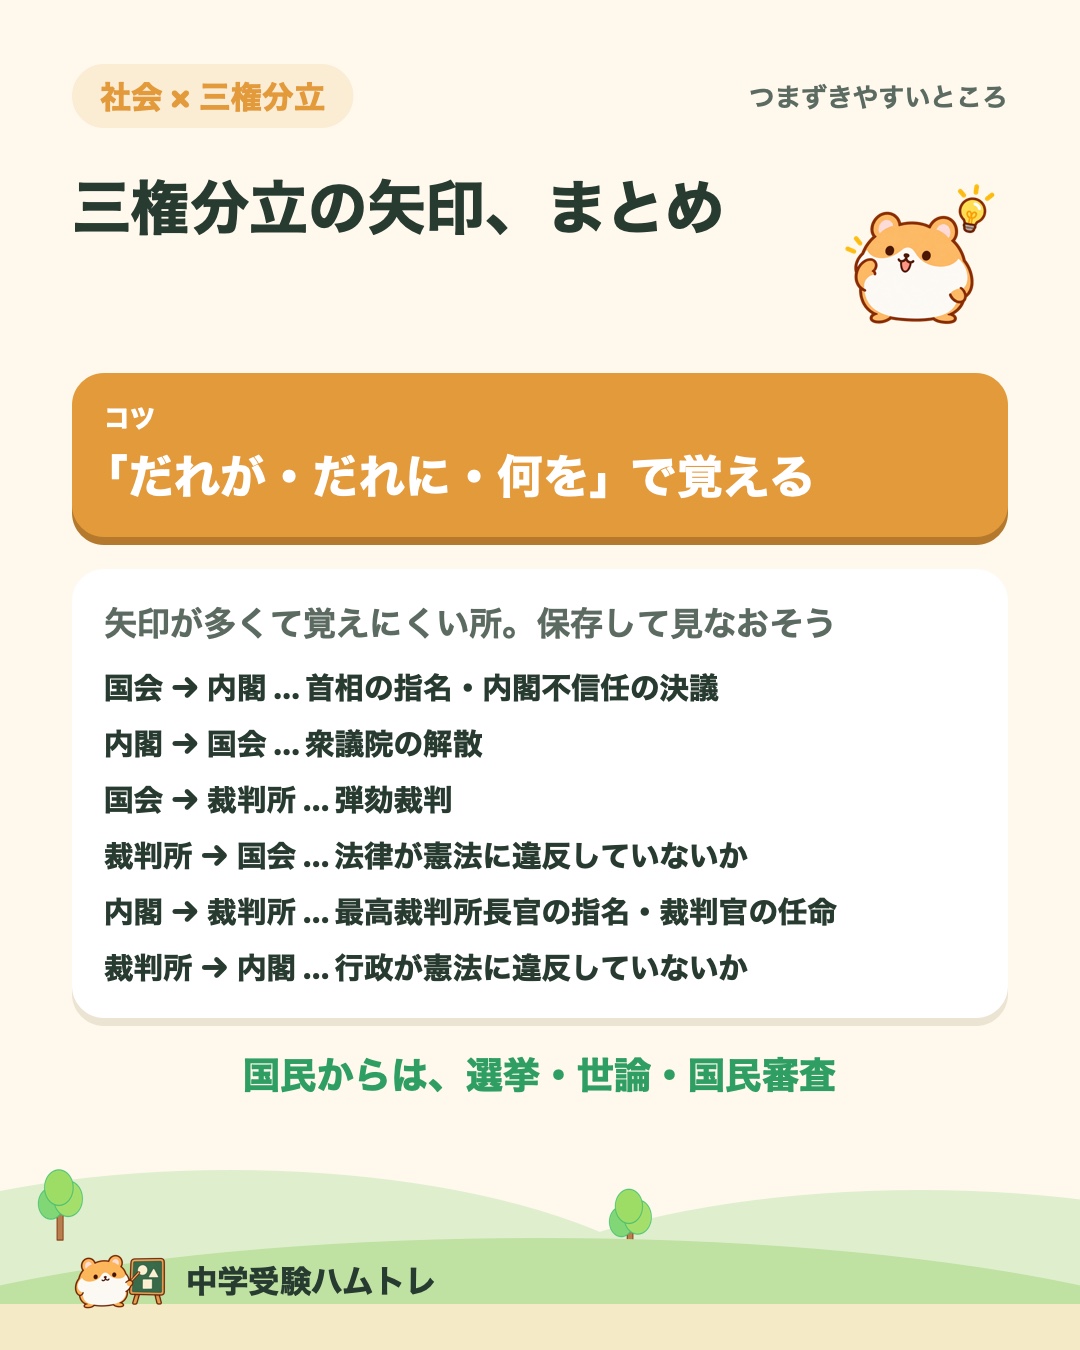 社会 × 三権分立
つまずきやすいところ
三権分立の矢印、まとめ
コツ
「だれが・だれに・何を」で覚える
矢印が多くて覚えにくい所。保存して見なおそう
国会 → 内閣 … 首相の指名・内閣不信任の決議
内閣 → 国会 … 衆議院の解散
国会 → 裁判所 … 弾劾裁判
裁判所 → 国会 … 法律が憲法に違反していないか
内閣 → 裁判所 … 最高裁判所長官の指名・裁判官の任命
裁判所 → 内閣 … 行政が憲法に違反していないか
国民からは、選挙・世論・国民審査
中学受験ハムトレ